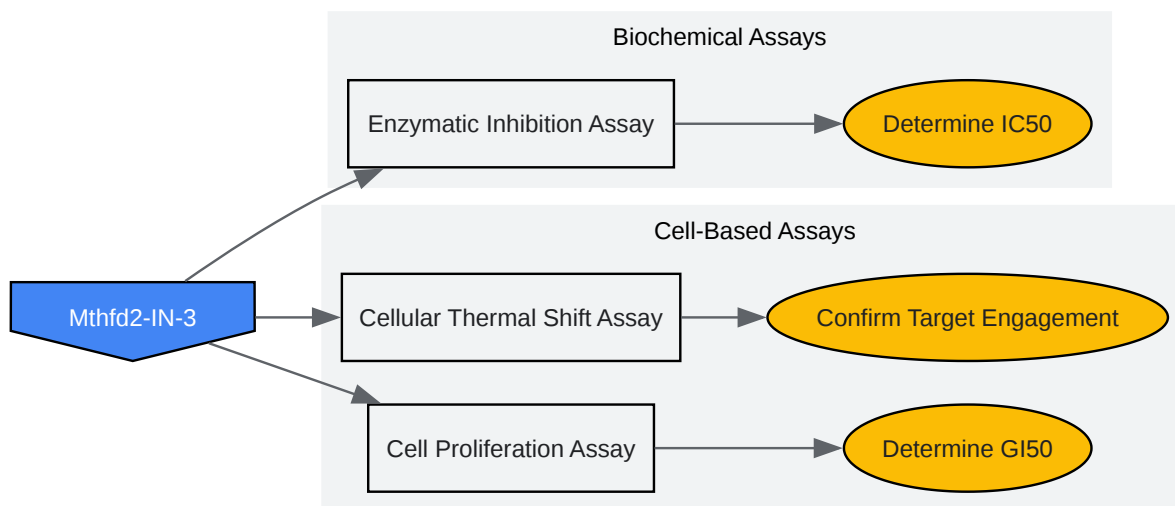 Biochemical Assays
Enzymatic Inhibition Assay
Determine IC50
Cell-Based Assays
Mthfd2-IN-3
Cellular Thermal Shift Assay
Confirm Target Engagement
Cell Proliferation Assay
Determine GI50